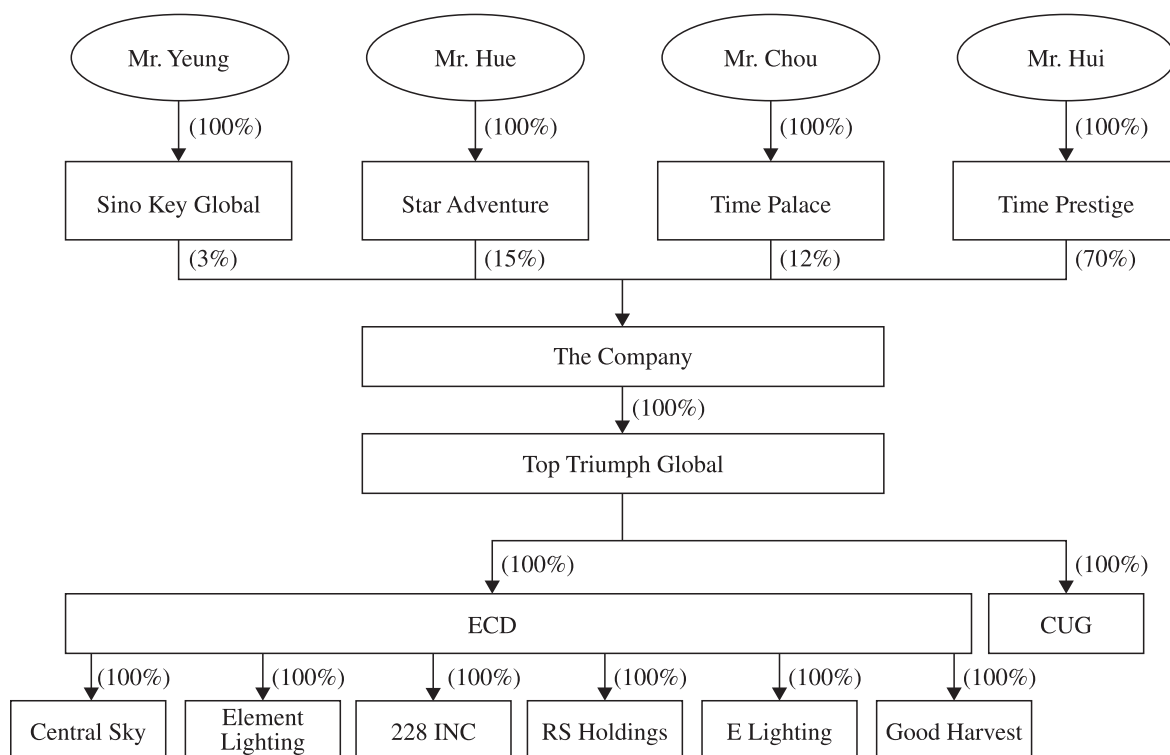 Mr. Yeung
Mr. Hue
Mr. Chou
Mr. Hui
(100%)
(100%)
(100%)
(100%)
Sino Key Global
Star Adventure
Time Palace
Time Prestige
(3%)
(15%)
(12%)
(70%)
The Company
(100%)
Top Triumph Global
(100%)
(100%)
ECD
CUG
(100%)
(100%)
(100%)
(100%)
(100%)
(100%)
Central Sky
Element
Lighting
228 INC
RS Holdings
E Lighting
Good Harvest